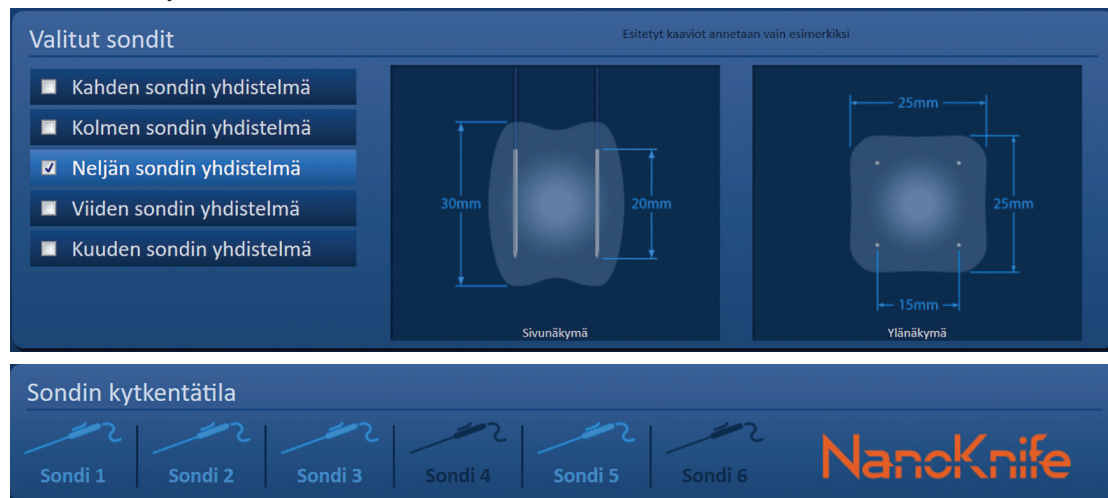 Valitut sondit
Esitetyt kaaviot annetaan vain esimerkiksi
Kahden sondin yhdistelmä
Kolmen sondin yhdistelmä
Neljän sondin yhdistelmä
Viiden sondin yhdistelmä
Kuuden sondin yhdistelmä
30mm
20mm
Sivunäkymä
25mm
25mm
15mm
Ylänäkymä
Sondin kytkentätila
Sondi 1
Sondi 2
Sondi 3
Sondi 4
Sondi 5
Sondi 6
NanoKnife